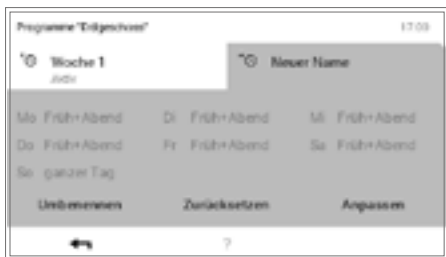 Programme "Erdgeschoss" 17:03
Woche 1 Neuer Name
Aktiv
Mo Früh+Abend Di Früh+Abend Mi Früh+Abend
Do Früh+Abend Fr Früh+Abend Sa Früh+Abend
So ganzer Tag
Umbenennen Zurücksetzen Anpassen
?